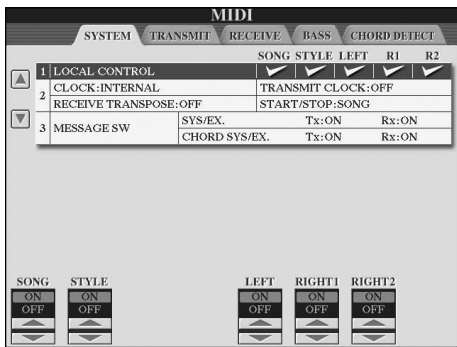 MIDI
SYSTEM TRANSMIT RECEIVE BASS CHORD DETECT
SONG STYLE LEFT R1 R2
1 LOCAL CONTROL
2 CLOCK:INTERNAL TRANSMIT CLOCK:OFF
RECEIVE TRANSPOSE:OFF START/STOP:SONG
3 MESSAGE SW SYS/EX. Tx:ON Rx:ON
CHORD SYS/EX. Tx:ON Rx:ON
SONG STYLE LEFT RIGHT1 RIGHT2
ON ON ON ON ON
OFF OFF OFF OFF OFF